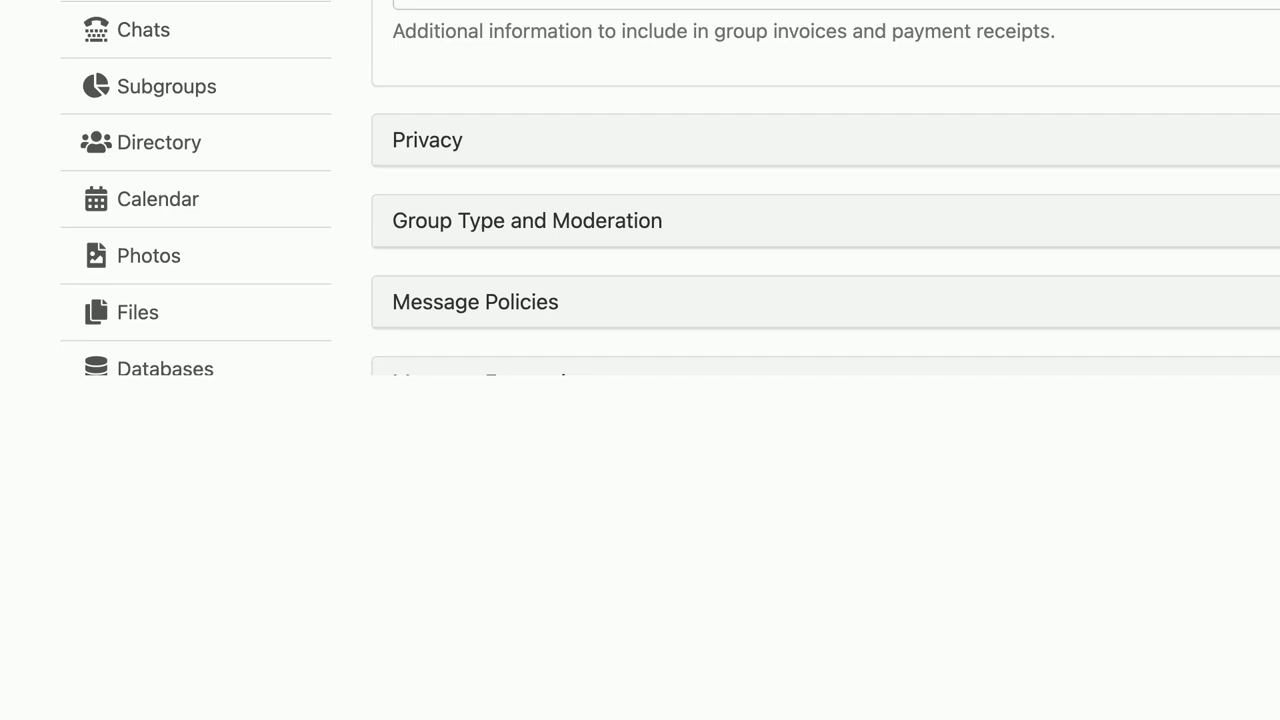 Chats
Subgroups
Directory
Calendar
Photos
Files
Databases
Additional information to include in group invoices and payment receipts.
Privacy
Group Type and Moderation
Message Policies